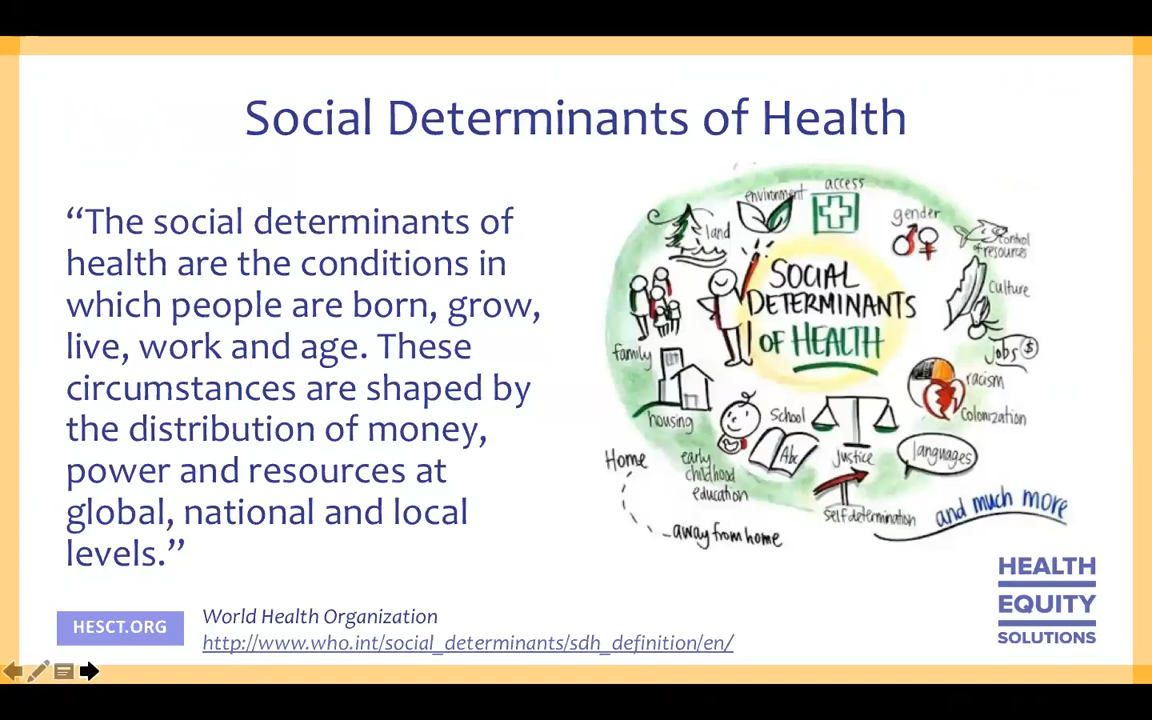 Social Determinants of Health
“The social determinants of
health are the conditions in
which people are born, grow,
live, work and age. These
circumstances are shaped by
the distribution of money,
power and resources at
global, national and local
levels.”
environment
access
land
gender
control
of resources
SOCIAL
DETERMINANTS
OF HEALTH
Culture
family
Jobs $
racism
Colonization
housing
School
Abc
justice
languages
Home
early
childhood
education
self determination
and much more
away from home
HEALTH
EQUITY
SOLUTIONS
HESCT.ORG
World Health Organization
http://www.who.int/social_determinants/sdh_definition/en/